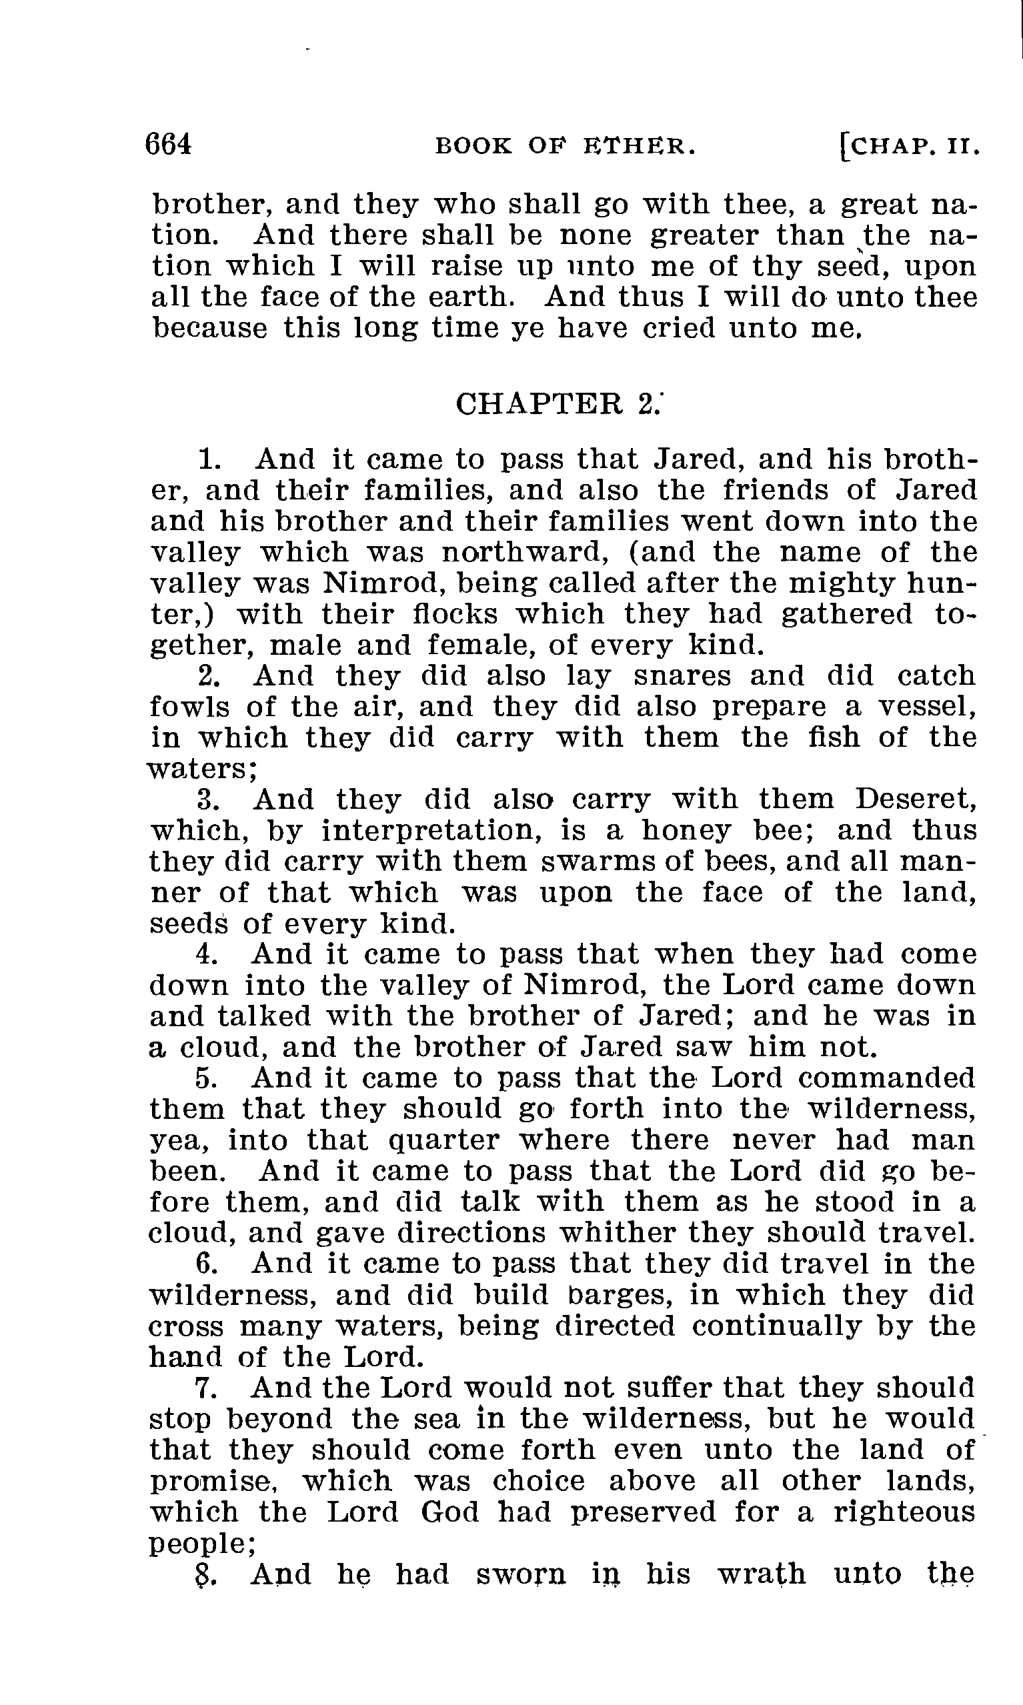 664 BOOK OF ETHER. [CHAP. II.
brother, and they who shall go with thee, a great na-
tion. And there shall be none greater than the na-
tion which I will raise up unto me of thy seed, upon
all the face of the earth. And thus I will do unto thee
because this long time ye have cried unto me.
CHAPTER 2.
1. And it came to pass that Jared, and his broth-
er, and their families, and also the friends of Jared
and his brother and their families went down into the
valley which was northward, (and the name of the
valley was Nimrod, being called after the mighty hun-
ter,) with their flocks which they had gathered to-
gether, male and female, of every kind.
2. And they did also lay snares and did catch
fowls of the air, and they did also prepare a vessel,
in which they did carry with them the fish of the
waters;
3. And they did also carry with them Deseret,
which, by interpretation, is a honey bee; and thus
they did carry with them swarms of bees, and all man-
ner of that which was upon the face of the land,
seeds of every kind.
4. And it came to pass that when they had come
down into the valley of Nimrod, the Lord came down
and talked with the brother of Jared; and he was in
a cloud, and the brother of Jared saw him not.
5. And it came to pass that the Lord commanded
them that they should go forth into the wilderness,
yea, into that quarter where there never had man
been. And it came to pass that the Lord did go be-
fore them, and did talk with them as he stood in a
cloud, and gave directions whither they should travel.
6. And it came to pass that they did travel in the
wilderness, and did build barges, in which they did
cross many waters, being directed continually by the
hand of the Lord.
7. And the Lord would not suffer that they should
stop beyond the sea in the wilderness, but he would
that they should come forth even unto the land of
promise, which was choice above all other lands,
which the Lord God had preserved for a righteous
people;
8. And he had sworn in his wrath unto the